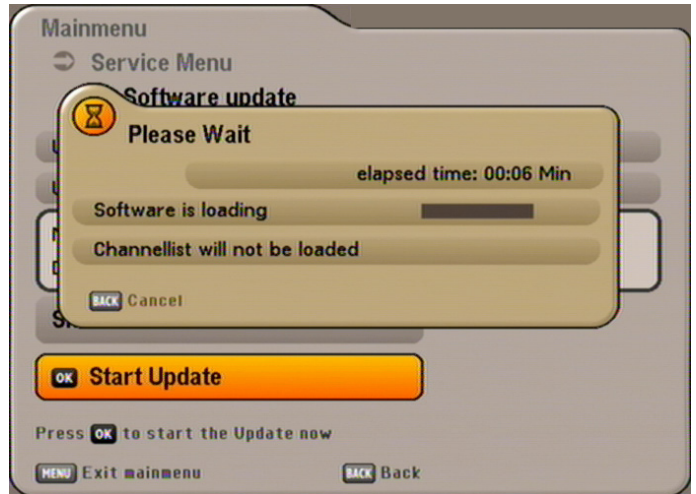 Mainmenu
Service Menu
Software update
Please Wait
elapsed time: 00:06 Min
Software is loading
Channellist will not be loaded
BACK Cancel
OK Start Update
Press OK to start the Update now
MENU Exit mainmenu BACK Back